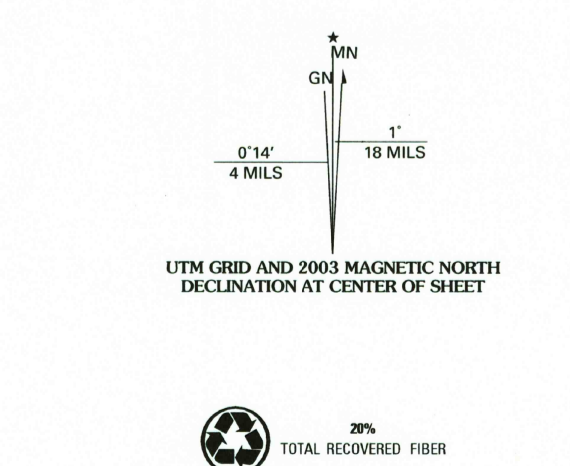 ★
MN
GN
1°
18 MILS
0°14′
4 MILS
UTM GRID AND 2003 MAGNETIC NORTH
DECLINATION AT CENTER OF SHEET
20%
TOTAL RECOVERED FIBER